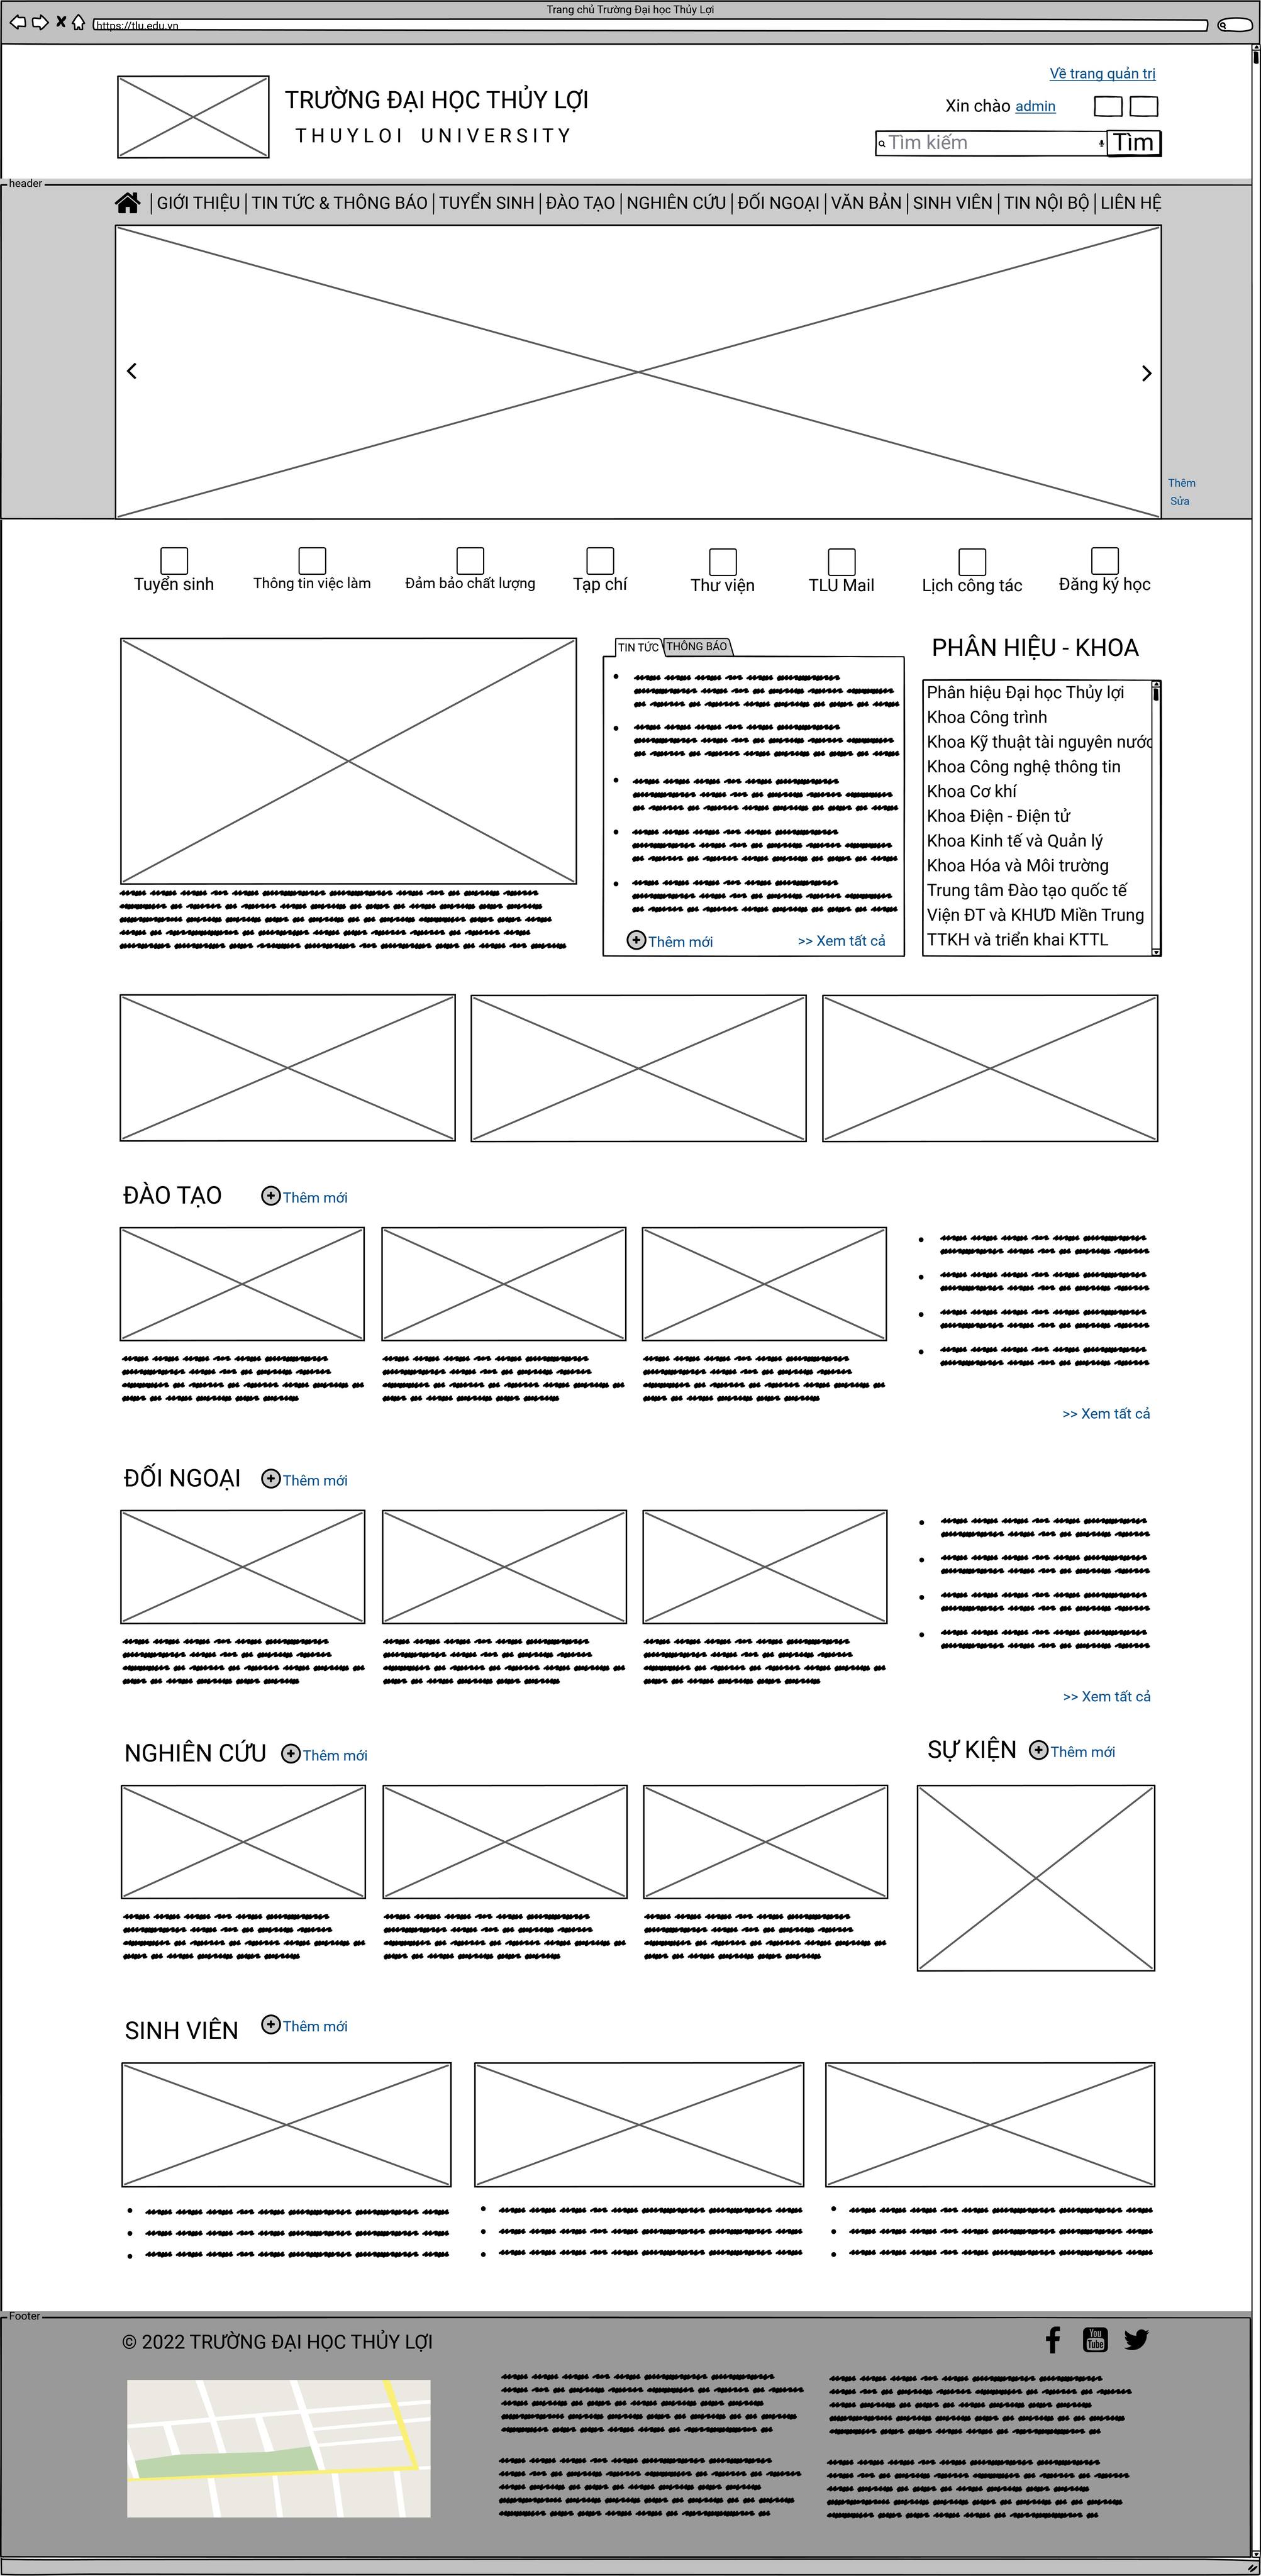 Trang chủ Trường Đại học Thủy Lợi
https://tlu.edu.vn
Về trang quản trị
TRƯỜNG ĐẠI HỌC THỦY LỢI
Xin chào admin
THUYLOI UNIVERSITY
Tìm kiếm
Tìm
header
GIỚI THIỆU | TIN TỨC & THÔNG BÁO | TUYỂN SINH | ĐÀO TẠO | NGHIÊN CỨU | ĐỐI NGOẠI | VĂN BẢN | SINH VIÊN | TIN NỘI BỘ | LIÊN HỆ
Thêm
Sửa
Tuyển sinh
Thông tin việc làm
Đảm bảo chất lượng
Tạp chí
Thư viện
TLU Mail
Lịch công tác
Đăng ký học
TIN TỨC
THÔNG BÁO
Thêm mới
>> Xem tất cả
PHÂN HIỆU - KHOA
Phân hiệu Đại học Thủy lợi
Khoa Công trình
Khoa Kỹ thuật tài nguyên nước
Khoa Công nghệ thông tin
Khoa Cơ khí
Khoa Điện - Điện tử
Khoa Kinh tế và Quản lý
Khoa Hóa và Môi trường
Trung tâm Đào tạo quốc tế
Viện ĐT và KHƯD Miền Trung
TTKH và triển khai KTTL
ĐÀO TẠO
Thêm mới
>> Xem tất cả
ĐỐI NGOẠI
Thêm mới
>> Xem tất cả
NGHIÊN CỨU
Thêm mới
SỰ KIỆN
Thêm mới
SINH VIÊN
Thêm mới
Footer
© 2022 TRƯỜNG ĐẠI HỌC THỦY LỢI
You
Tube